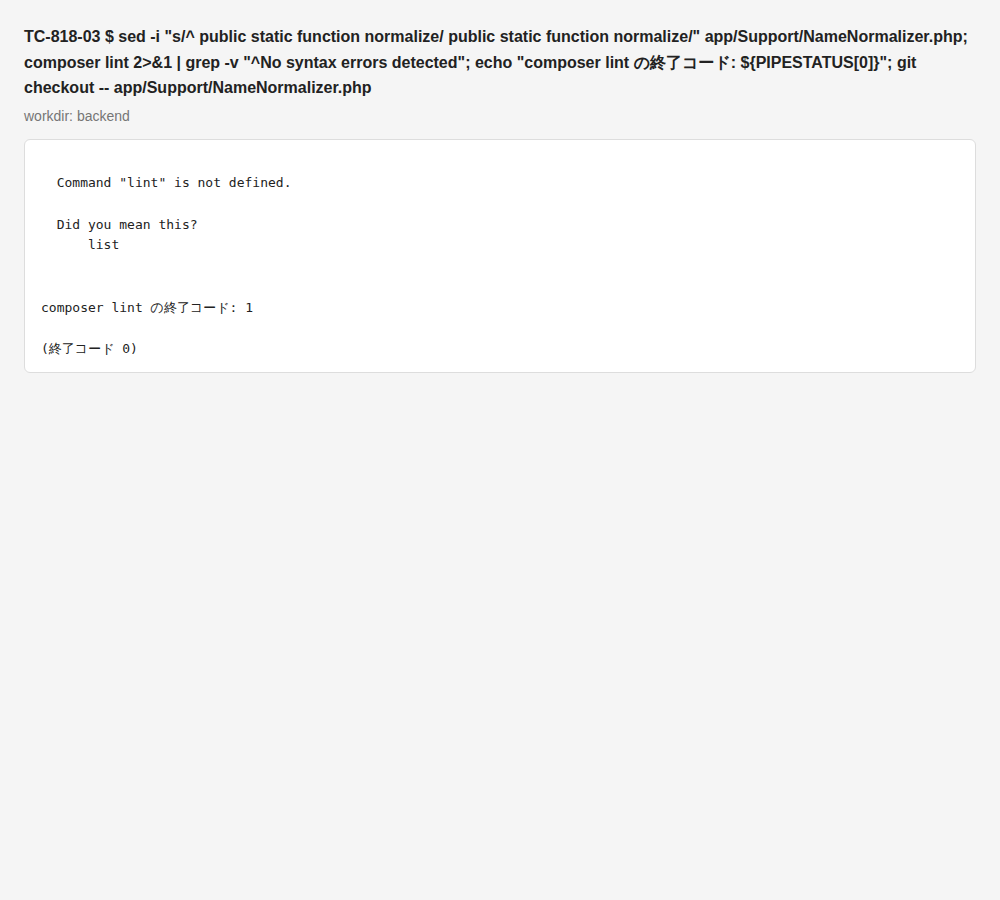 TC-818-03 $ sed -i "s/^ public static function normalize/ public static function normalize/" app/Support/NameNormalizer.php;
composer lint 2>&1 | grep -v "^No syntax errors detected"; echo "composer lint の終了コード: ${PIPESTATUS[0]}"; git
checkout -- app/Support/NameNormalizer.php
workdir: backend
Command "lint" is not defined.
Did you mean this?
list
composer lint の終了コード: 1
(終了コード 0)